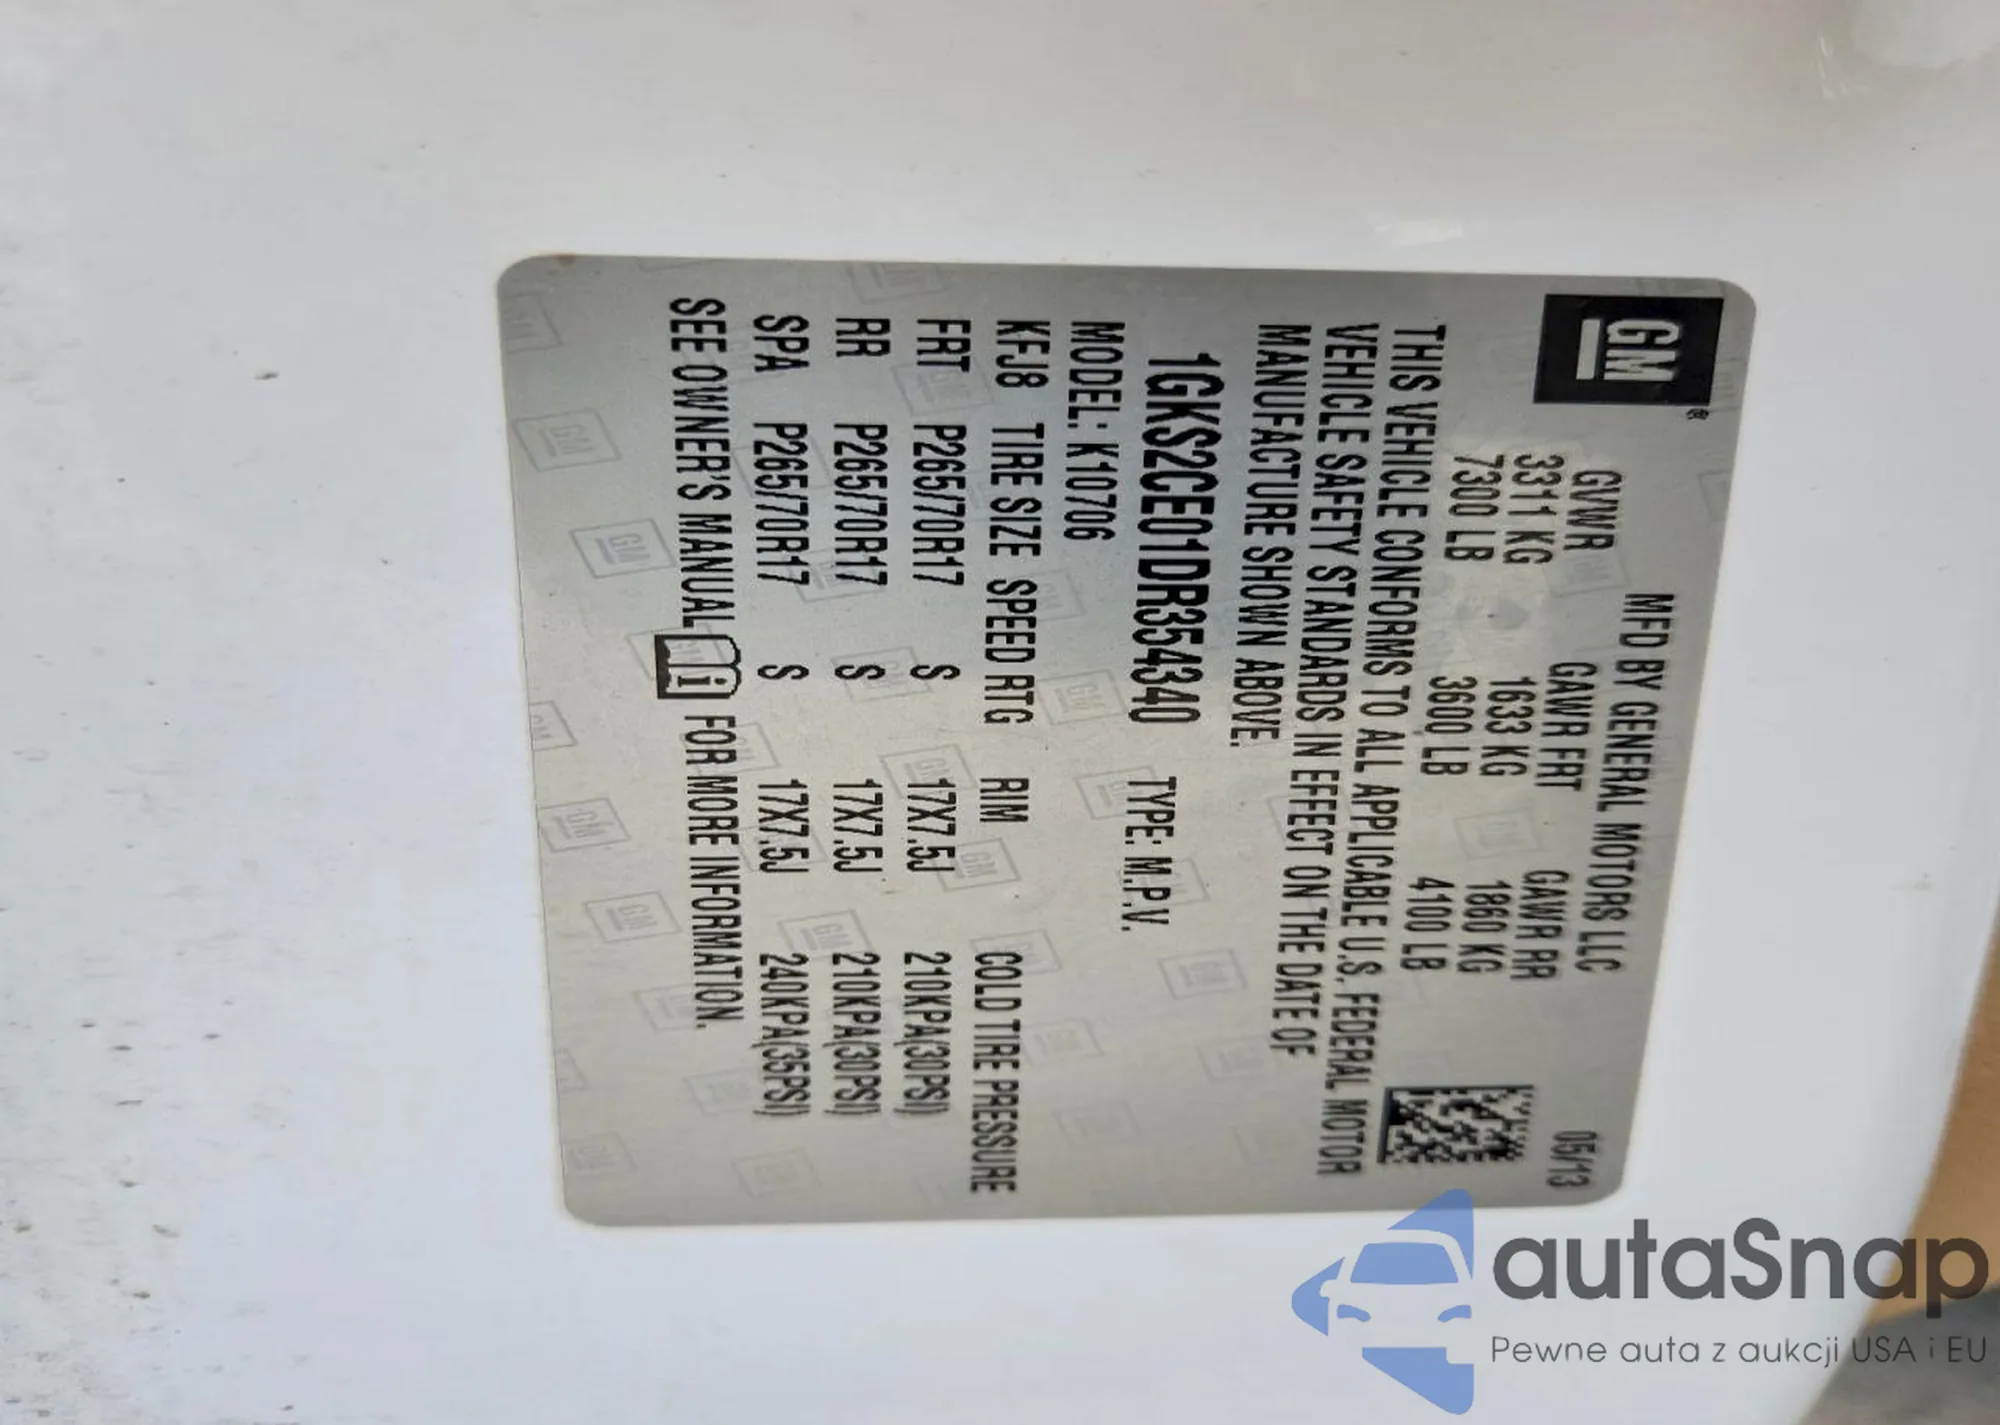 GM®
MFD BY GENERAL MOTORS LLC 05/13
GVWR GAWR FRT GAWR RR
3311 KG 1633 KG 1860 KG
7300 LB 3600 LB 4100 LB
THIS VEHICLE CONFORMS TO ALL APPLICABLE U.S. FEDERAL MOTOR
VEHICLE SAFETY STANDARDS IN EFFECT ON THE DATE OF
MANUFACTURE SHOWN ABOVE.
1GKS2CE01DR354340 TYPE: M.P.V.
MODEL: K10706
KFJ8 TIRE SIZE SPEED RTG RIM COLD TIRE PRESSURE
FRT P265/70R17 S 17X7.5J 210KPA(30PSI)
RR P265/70R17 S 17X7.5J 210KPA(30PSI)
SPA P265/70R17 S 17X7.5J 240KPA(35PSI)
SEE OWNER'S MANUAL i FOR MORE INFORMATION.
autaSnap
Pewne auta z aukcji USA i EU